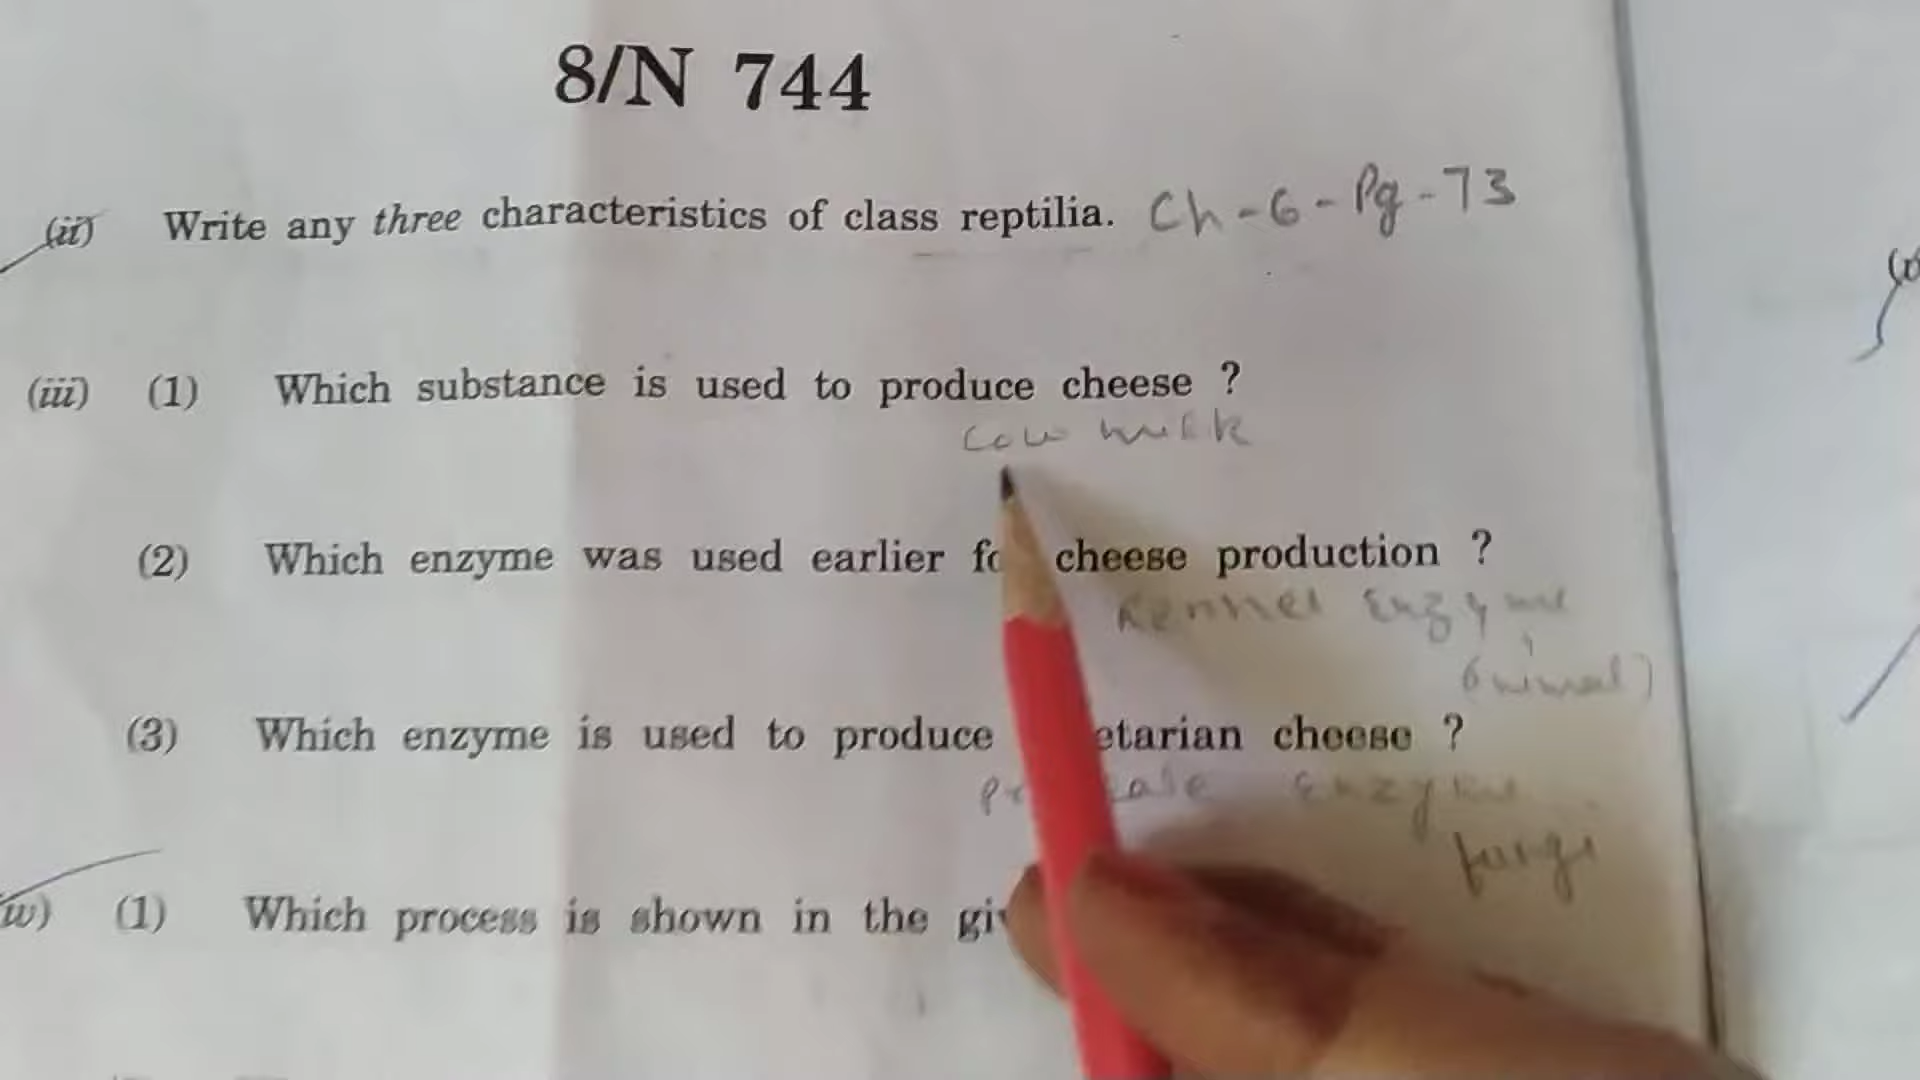 8/N 744
(ii) Write any three characteristics of class reptilia. Ch-6-Pg-73
(iii) (1) Which substance is used to produce cheese ?
Cow milk
(2) Which enzyme was used earlier cheese production ?
Rennet Enzyme
animal)
(3) Which enzyme is used to produce etarian cheese ?
Enzyme
fungi
(1) Which process is shown in the